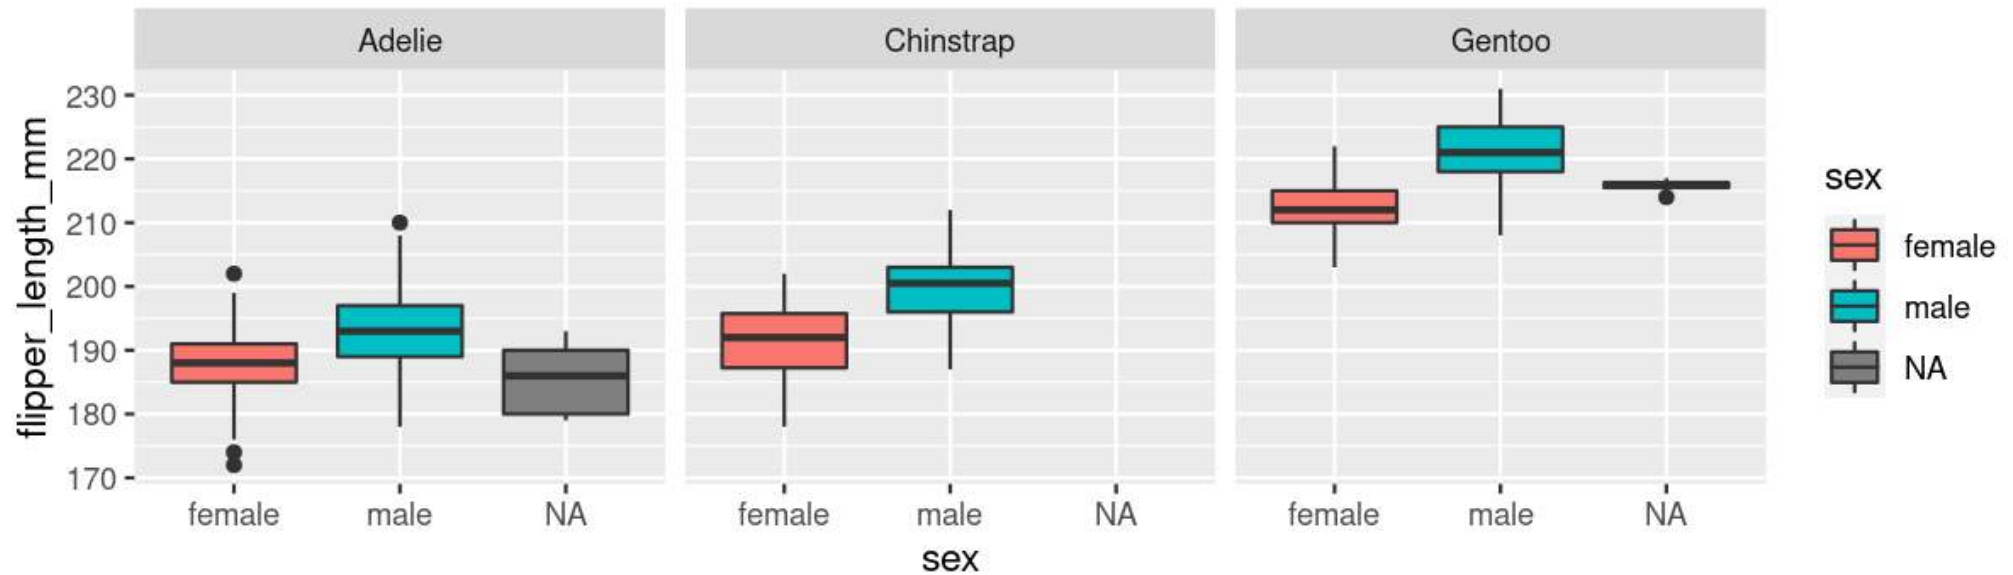 Adelie
Chinstrap
Gentoo
flipper_length_mm
230
220
210
200
190
180
170
female male NA
female male NA
female male NA
sex
sex
female
male
NA